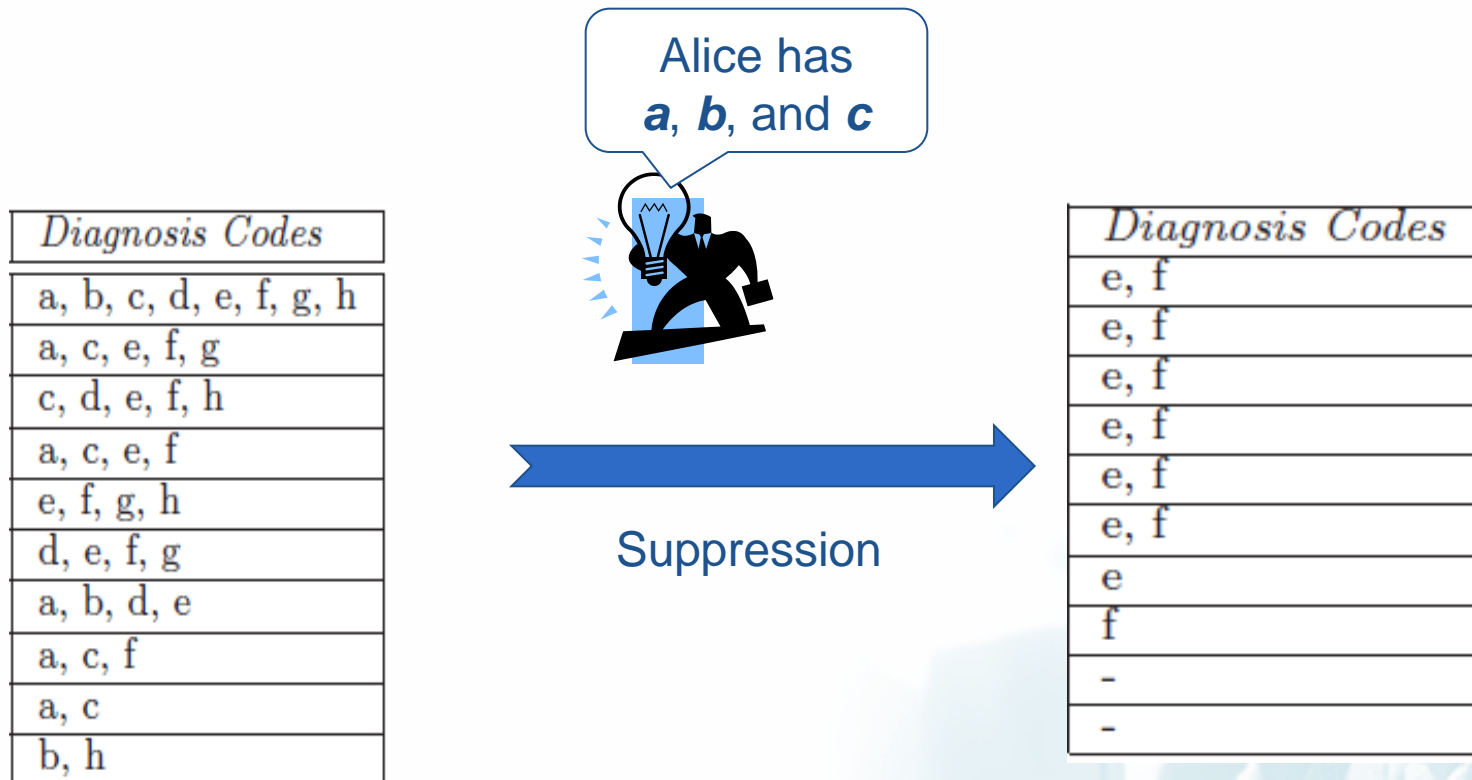 Alice has
a, b, and c
Diagnosis Codes
a, b, c, d, e, f, g, h
a, c, e, f, g
c, d, e, f, h
a, c, e, f
e, f, g, h
d, e, f, g
a, b, d, e
a, c, f
a, c
b, h
Suppression
Diagnosis Codes
e, f
e, f
e, f
e, f
e, f
e, f
e
f
-
-